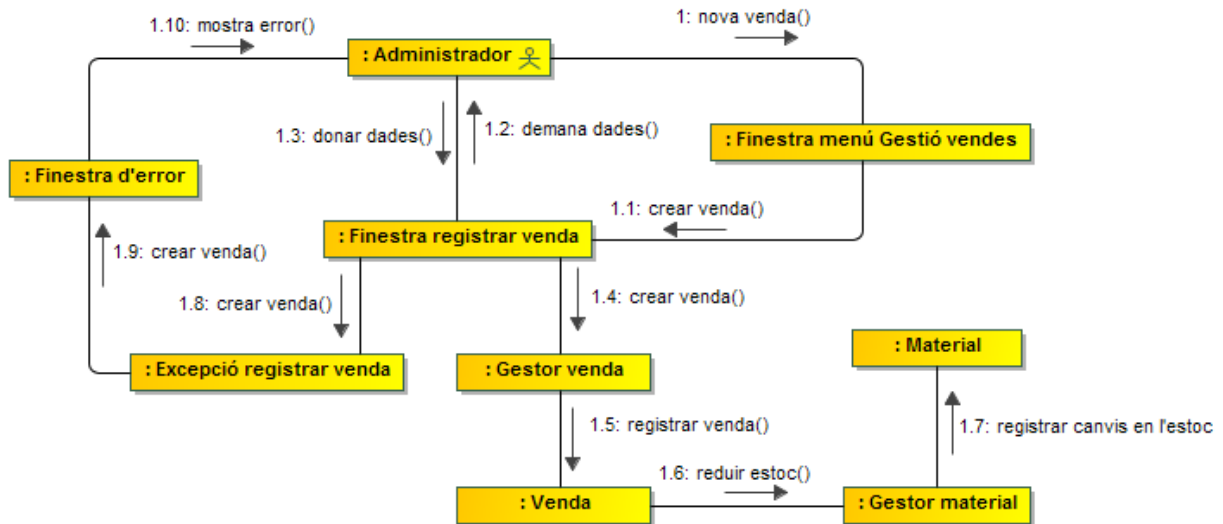 1.10: mostra error()
1: nova venda()
: Administrador
1.3: donar dades()
1.2: demana dades()
: Finestra menú Gestió vendes
: Finestra d'error
1.1: crear venda()
: Finestra registrar venda
1.9: crear venda()
1.8: crear venda()
1.4: crear venda()
: Material
: Excepció registrar venda
: Gestor venda
1.5: registrar venda()
1.7: registrar canvis en l'estoc
1.6: reduir estoc()
: Venda
: Gestor material